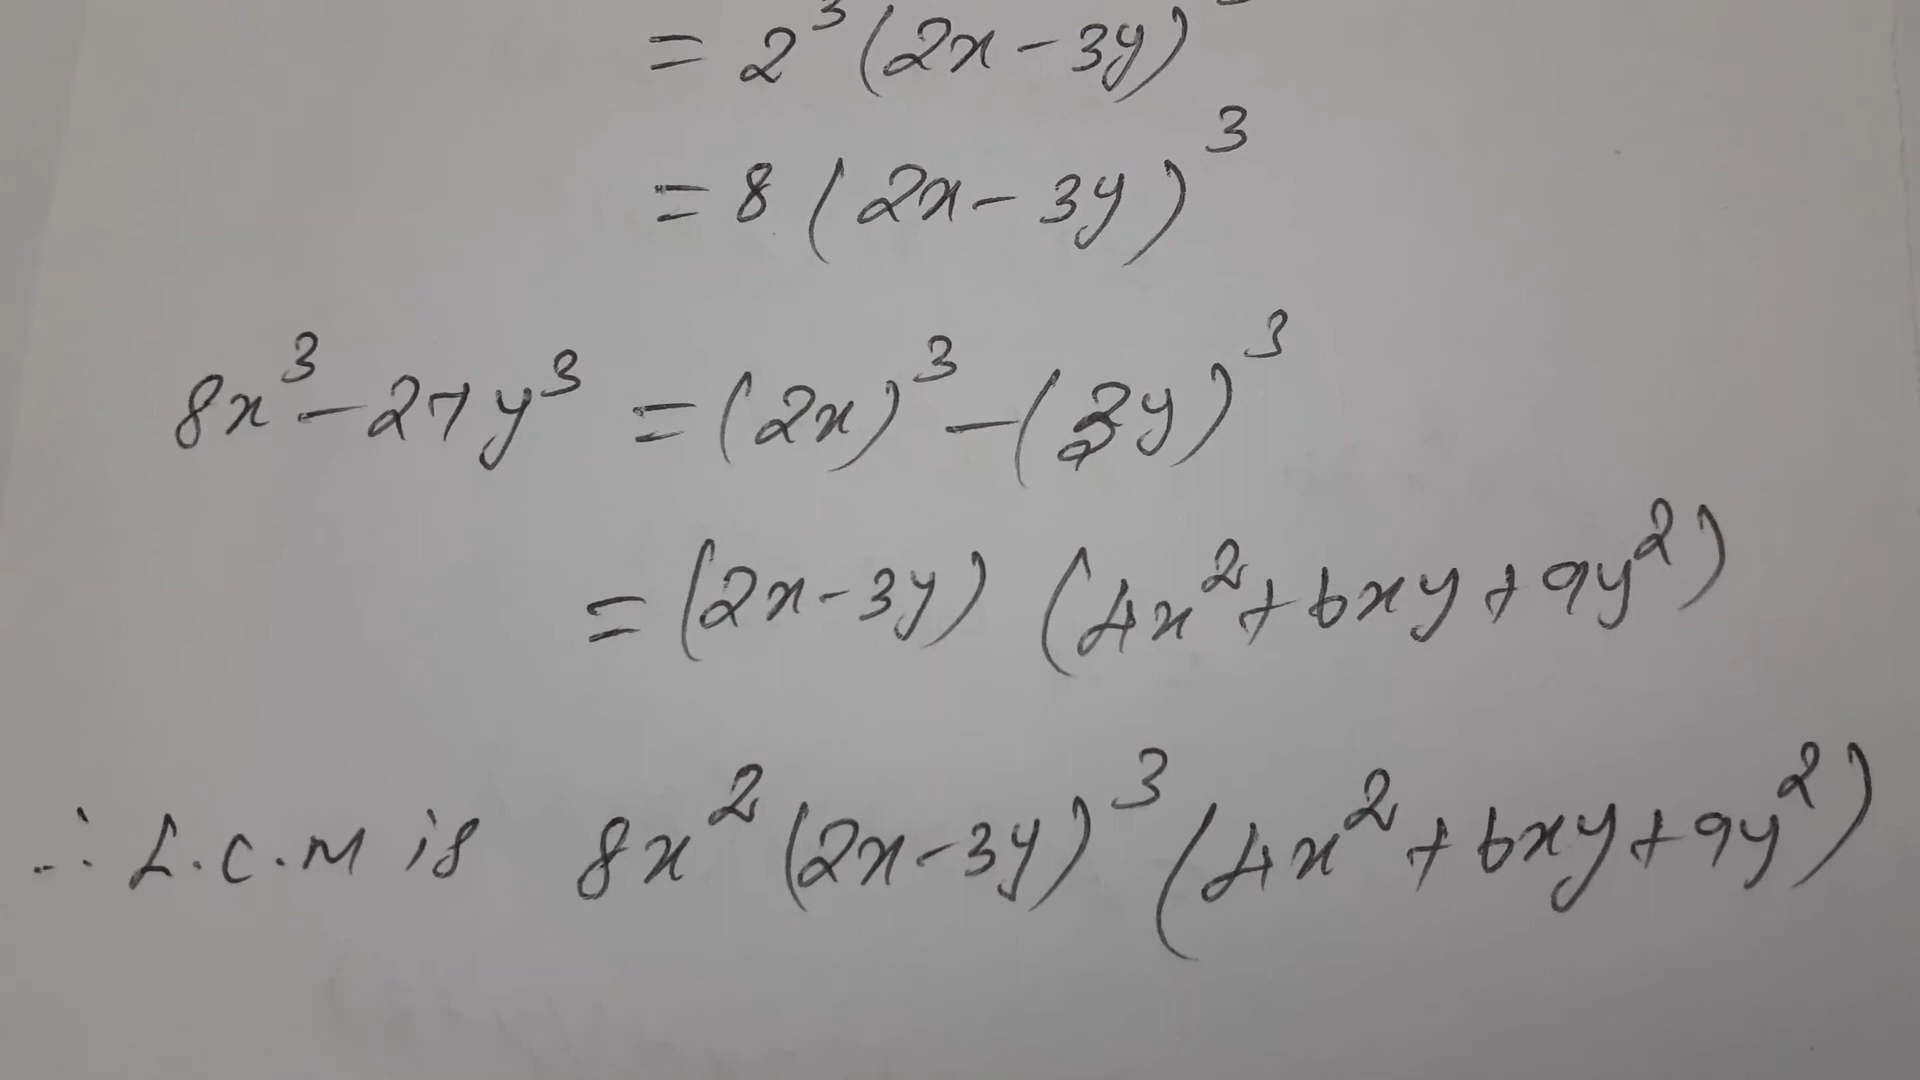 = 2³(2x-3y)
= 8(2x-3y)³
8x³-27y³ = (2x)³-(3y)³
= (2x-3y) (4x²+6xy+9y²)
∴ L.C.M is 8x²(2x-3y)³(4x²+6xy+9y²)